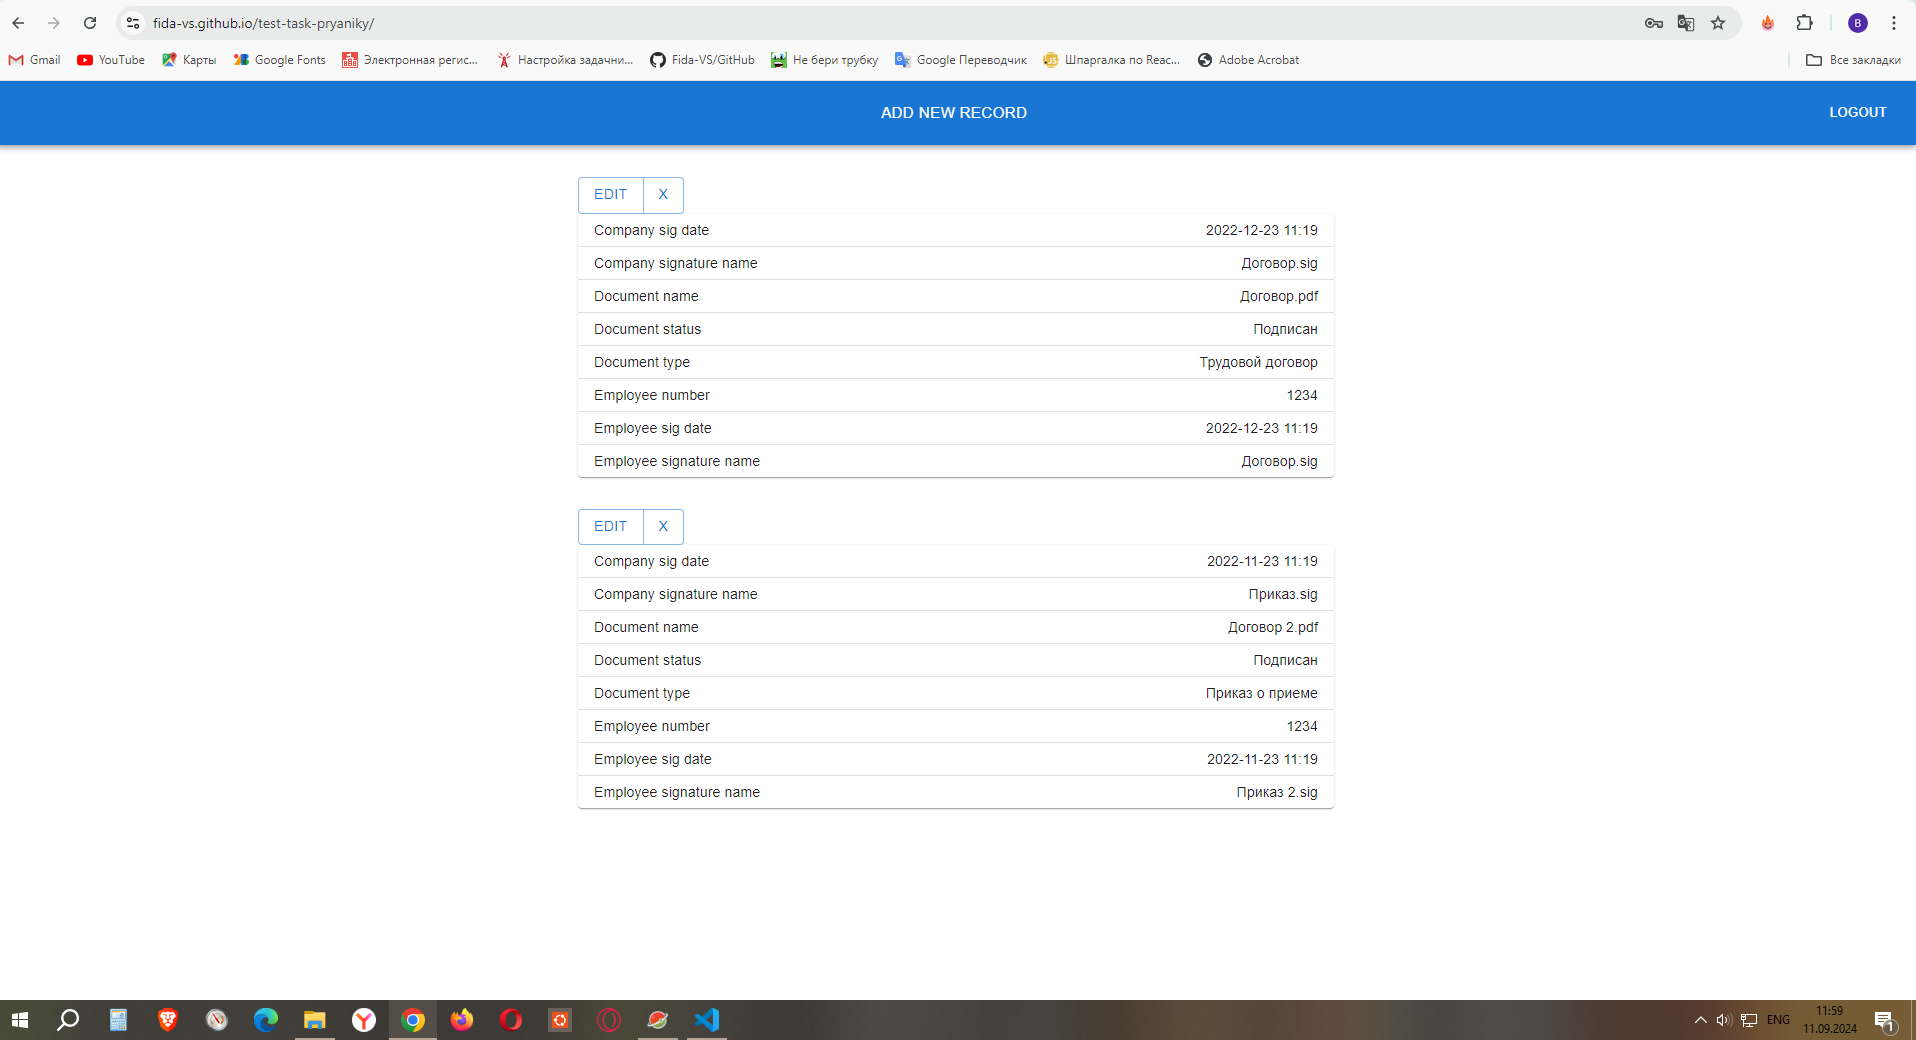 fida-vs.github.io/test-task-pryaniky/
B
Gmail YouTube Карты Google Fonts Электронная регис... Настройка задачни... Fida-VS/GitHub Не бери трубку Google Переводчик Шпаргалка по Reac... Adobe Acrobat Все закладки
ADD NEW RECORD LOGOUT
EDIT X
Company sig date 2022-12-23 11:19
Company signature name Договор.sig
Document name Договор.pdf
Document status Подписан
Document type Трудовой договор
Employee number 1234
Employee sig date 2022-12-23 11:19
Employee signature name Договор.sig
EDIT X
Company sig date 2022-11-23 11:19
Company signature name Приказ.sig
Document name Договор 2.pdf
Document status Подписан
Document type Приказ о приеме
Employee number 1234
Employee sig date 2022-11-23 11:19
Employee signature name Приказ 2.sig
ENG
11:59
11.09.2024
1